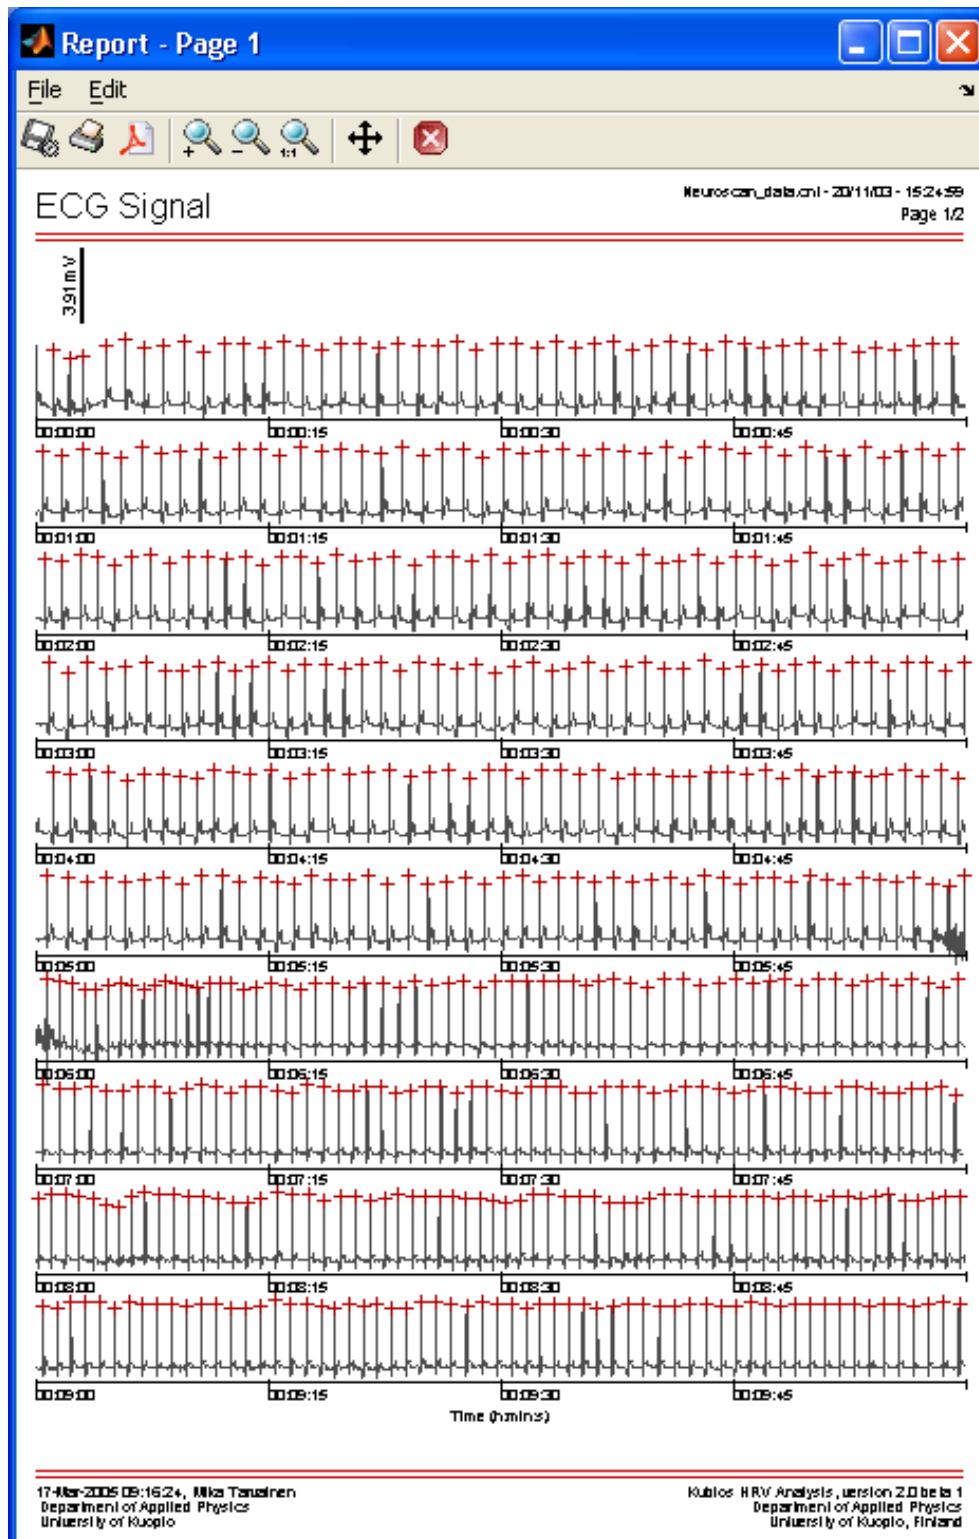 Report - Page 1
File Edit
1:1
ECG Signal
Neuroscan_data.cnt - 20/11/03 - 15:24:59
Page 1/2
3.91 mV
00:00:00 00:00:15 00:00:30 00:00:45
00:01:00 00:01:15 00:01:30 00:01:45
00:02:00 00:02:15 00:02:30 00:02:45
00:03:00 00:03:15 00:03:30 00:03:45
00:04:00 00:04:15 00:04:30 00:04:45
00:05:00 00:05:15 00:05:30 00:05:45
00:06:00 00:06:15 00:06:30 00:06:45
00:07:00 00:07:15 00:07:30 00:07:45
00:08:00 00:08:15 00:08:30 00:08:45
00:09:00 00:09:15 00:09:30 00:09:45
Time (h:min:s)
17-Mar-2005 09:16:24, Mika Tarvainen
Department of Applied Physics
University of Kuopio
Kubios HRV Analysis, version 2.0 beta 1
Department of Applied Physics
University of Kuopio, Finland